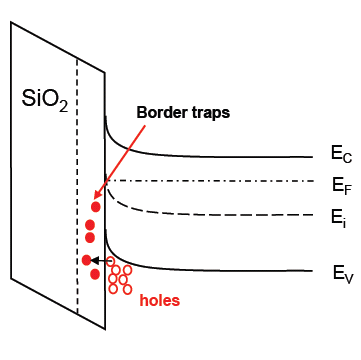 SiO2
Border traps
EC
EF
Ei
EV
holes